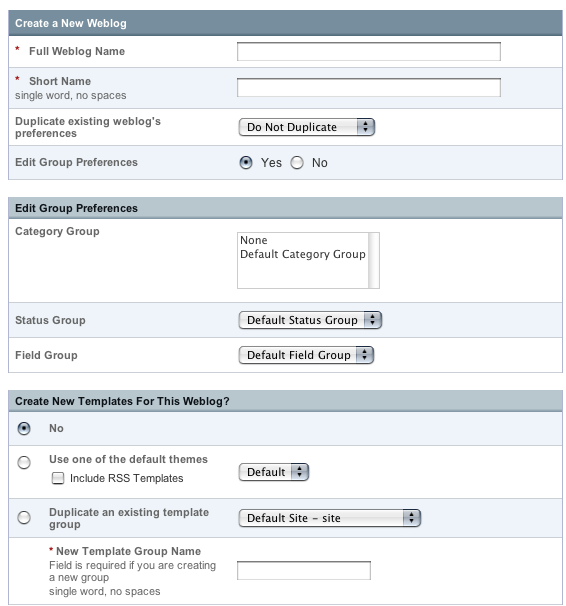 Create a New Weblog
* Full Weblog Name
* Short Name
single word, no spaces
Duplicate existing weblog's
preferences
Do Not Duplicate
Edit Group Preferences
Yes No
Edit Group Preferences
Category Group
None
Default Category Group
Status Group
Default Status Group
Field Group
Default Field Group
Create New Templates For This Weblog?
No
Use one of the default themes
Include RSS Templates
Default
Duplicate an existing template
group
Default Site – site
* New Template Group Name
Field is required if you are creating
a new group
single word, no spaces